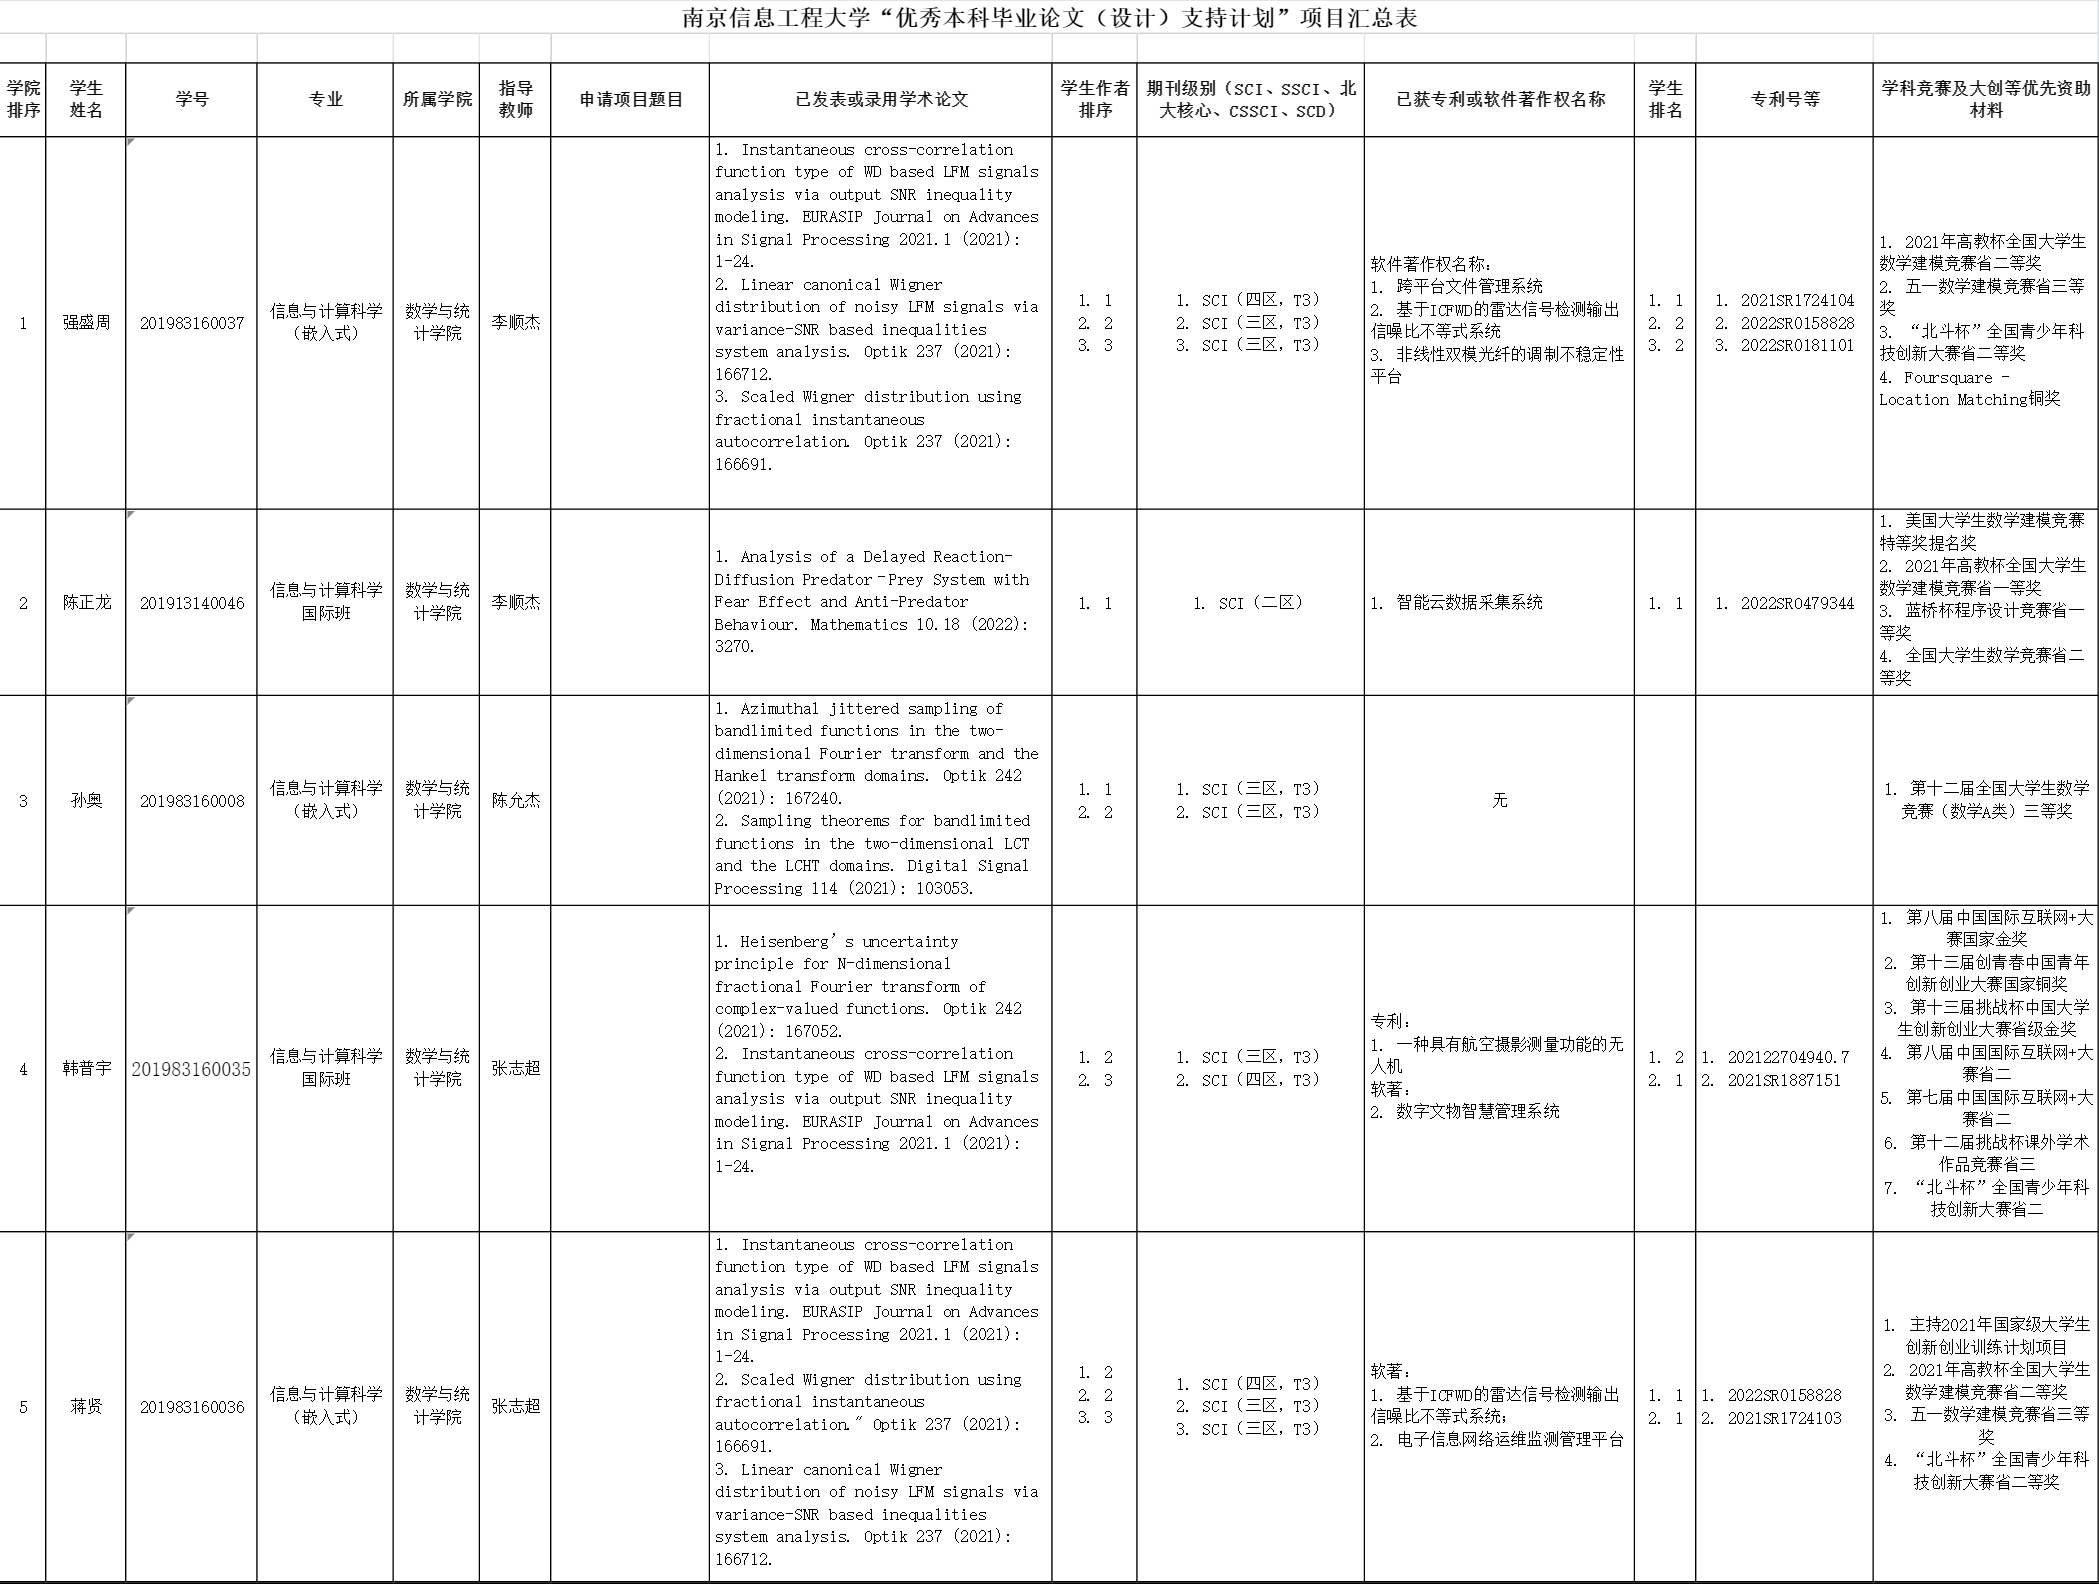 南京信息工程大学“优秀本科毕业论文（设计）支持计划”项目汇总表
学院
排序
学生
姓名
学号
专业
所属学院
指导
教师
申请项目题目
已发表或录用学术论文
学生作者
排序
期刊级别（SCI、SSCI、北
大核心、CSSCI、SCD）
已获专利或软件著作权名称
学生
排名
专利号等
学科竞赛及大创等优先资助
材料
1
强盛周
201983160037
信息与计算科学
（嵌入式）
数学与统
计学院
李顺杰
1. Instantaneous cross-correlation
function type of WD based LFM signals
analysis via output SNR inequality
modeling. EURASIP Journal on Advances
in Signal Processing 2021.1 (2021):
1-24.
2. Linear canonical Wigner
distribution of noisy LFM signals via
variance-SNR based inequalities
system analysis. Optik 237 (2021):
166712.
3. Scaled Wigner distribution using
fractional instantaneous
autocorrelation. Optik 237 (2021):
166691.
1. 1
2. 2
3. 3
1. SCI（四区，T3）
2. SCI（三区，T3）
3. SCI（三区，T3）
软件著作权名称：
1. 跨平台文件管理系统
2. 基于ICFWD的雷达信号检测输出
信噪比不等式系统
3. 非线性双模光纤的调制不稳定性
平台
1. 1
2. 2
3. 2
1. 2021SR1724104
2. 2022SR0158828
3. 2022SR0181101
1. 2021年高教杯全国大学生
数学建模竞赛省二等奖
2. 五一数学建模竞赛省三等
奖
3. “北斗杯”全国青少年科
技创新大赛省二等奖
4. Foursquare -
Location Matching铜奖
2
陈正龙
201913140046
信息与计算科学
国际班
数学与统
计学院
李顺杰
1. Analysis of a Delayed Reaction-
Diffusion Predator–Prey System with
Fear Effect and Anti-Predator
Behaviour. Mathematics 10.18 (2022):
3270.
1. 1
1. SCI（二区）
1. 智能云数据采集系统
1. 1
1. 2022SR0479344
1. 美国大学生数学建模竞赛
特等奖提名奖
2. 2021年高教杯全国大学生
数学建模竞赛省一等奖
3. 蓝桥杯程序设计竞赛省一
等奖
4. 全国大学生数学竞赛省二
等奖
3
孙奥
201983160008
信息与计算科学
（嵌入式）
数学与统
计学院
陈允杰
1. Azimuthal jittered sampling of
bandlimited functions in the two-
dimensional Fourier transform and the
Hankel transform domains. Optik 242
(2021): 167240.
2. Sampling theorems for bandlimited
functions in the two-dimensional LCT
and the LCHT domains. Digital Signal
Processing 114 (2021): 103053.
1. 1
2. 2
1. SCI（三区，T3）
2. SCI（三区，T3）
无
1. 第十二届全国大学生数学
竞赛（数学A类）三等奖
4
韩普宇
201983160035
信息与计算科学
国际班
数学与统
计学院
张志超
1. Heisenberg’s uncertainty
principle for N-dimensional
fractional Fourier transform of
complex-valued functions. Optik 242
(2021): 167052.
2. Instantaneous cross-correlation
function type of WD based LFM signals
analysis via output SNR inequality
modeling. EURASIP Journal on Advances
in Signal Processing 2021.1 (2021):
1-24.
1. 2
2. 3
1. SCI（三区，T3）
2. SCI（四区，T3）
专利：
1. 一种具有航空摄影测量功能的无
人机
软著：
2. 数字文物智慧管理系统
1. 2
2. 1
1. 202122704940.7
2. 2021SR1887151
1. 第八届中国国际互联网+大
赛国家金奖
2. 第十三届创青春中国青年
创新创业大赛国家铜奖
3. 第十三届挑战杯中国大学
生创新创业大赛省级金奖
4. 第八届中国国际互联网+大
赛省二
5. 第七届中国国际互联网+大
赛省二
6. 第十二届挑战杯课外学术
作品竞赛省三
7. “北斗杯”全国青少年科
技创新大赛省二
5
蒋贤
201983160036
信息与计算科学
（嵌入式）
数学与统
计学院
张志超
1. Instantaneous cross-correlation
function type of WD based LFM signals
analysis via output SNR inequality
modeling. EURASIP Journal on Advances
in Signal Processing 2021.1 (2021):
1-24.
2. Scaled Wigner distribution using
fractional instantaneous
autocorrelation." Optik 237 (2021):
166691.
3. Linear canonical Wigner
distribution of noisy LFM signals via
variance-SNR based inequalities
system analysis. Optik 237 (2021):
166712.
1. 2
2. 2
3. 3
1. SCI（四区，T3）
2. SCI（三区，T3）
3. SCI（三区，T3）
软著：
1. 基于ICFWD的雷达信号检测输出
信噪比不等式系统；
2. 电子信息网络运维监测管理平台
1. 1
2. 1
1. 2022SR0158828
2. 2021SR1724103
1. 主持2021年国家级大学生
创新创业训练计划项目
2. 2021年高教杯全国大学生
数学建模竞赛省二等奖
3. 五一数学建模竞赛省三等
奖
4. “北斗杯”全国青少年科
技创新大赛省二等奖